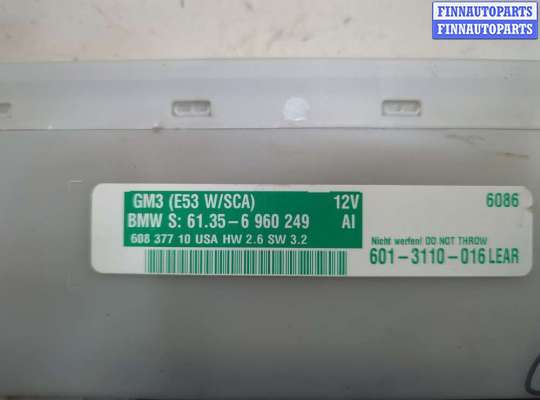 FINNAUTOPARTS
FINNAUTOPARTS
GM3 (E53 W/SCA) 12V
BMW S: 61.35-6 960 249 AI
608 377 10 USA HW 2.6 SW 3.2
6086
Nicht werfen! DO NOT THROW
601-3110-016 LEAR